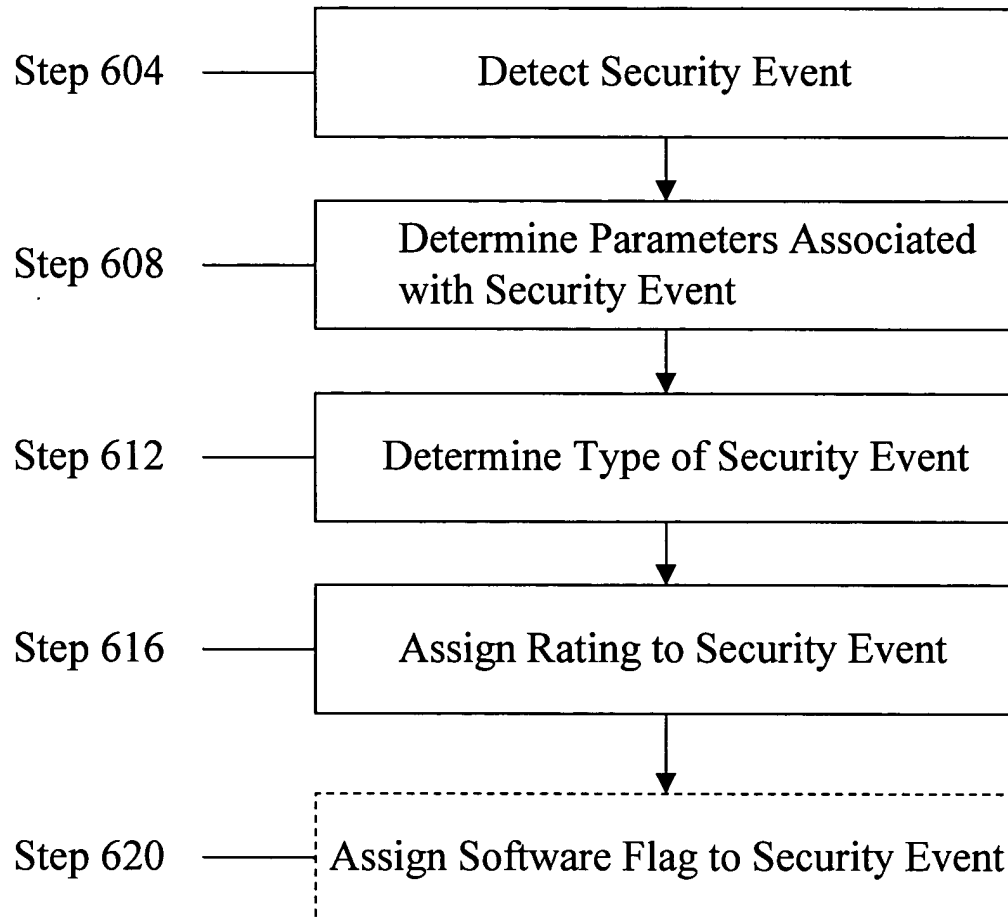 Step 604 Detect Security Event
Step 608 Determine Parameters Associated
with Security Event
Step 612 Determine Type of Security Event
Step 616 Assign Rating to Security Event
Step 620 Assign Software Flag to Security Event